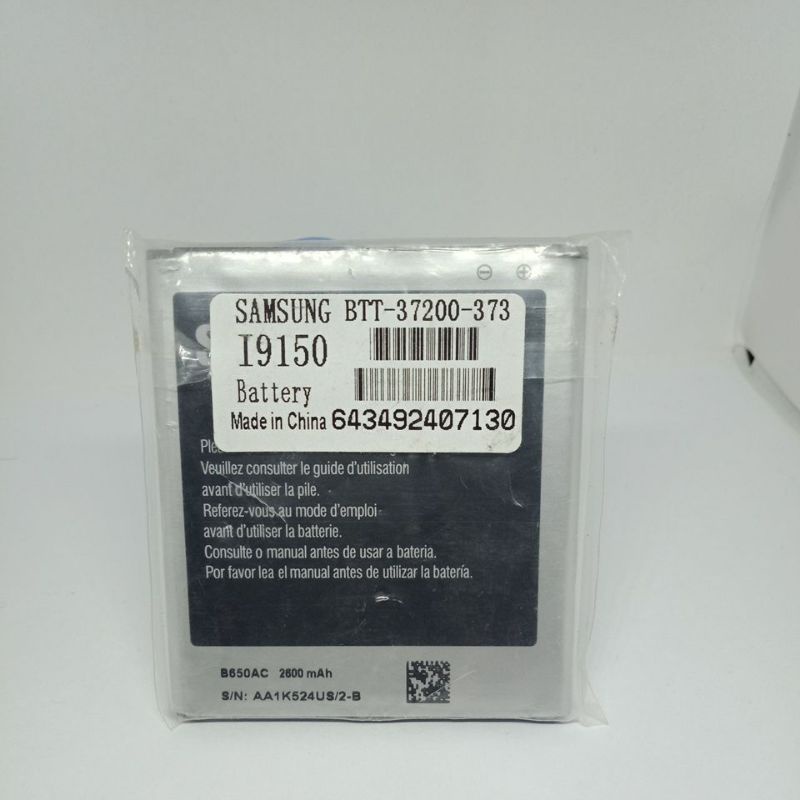 SAMSUNG BTT-37200-373
I9150
Battery
Made in China 643492407130
Veuillez consulter le guide d'utilisation
avant d'utiliser la pile.
Referez-vous au mode d'emploi
avant d'utiliser la batterie.
Consulte o manual antes de usar a bateria.
Por favor lea el manual antes de utilizar la batería.
B650AC 2600 mAh
S/N: AA1K524US/2-B